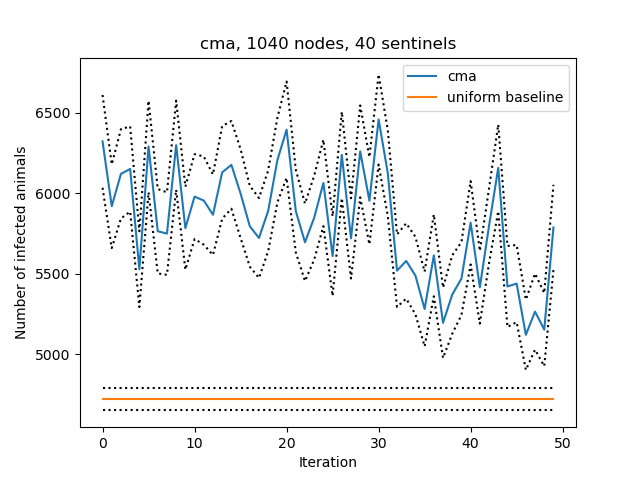 cma, 1040 nodes, 40 sentinels
cma
uniform baseline
Number of infected animals
6500
6000
5500
5000
0 10 20 30 40 50
Iteration